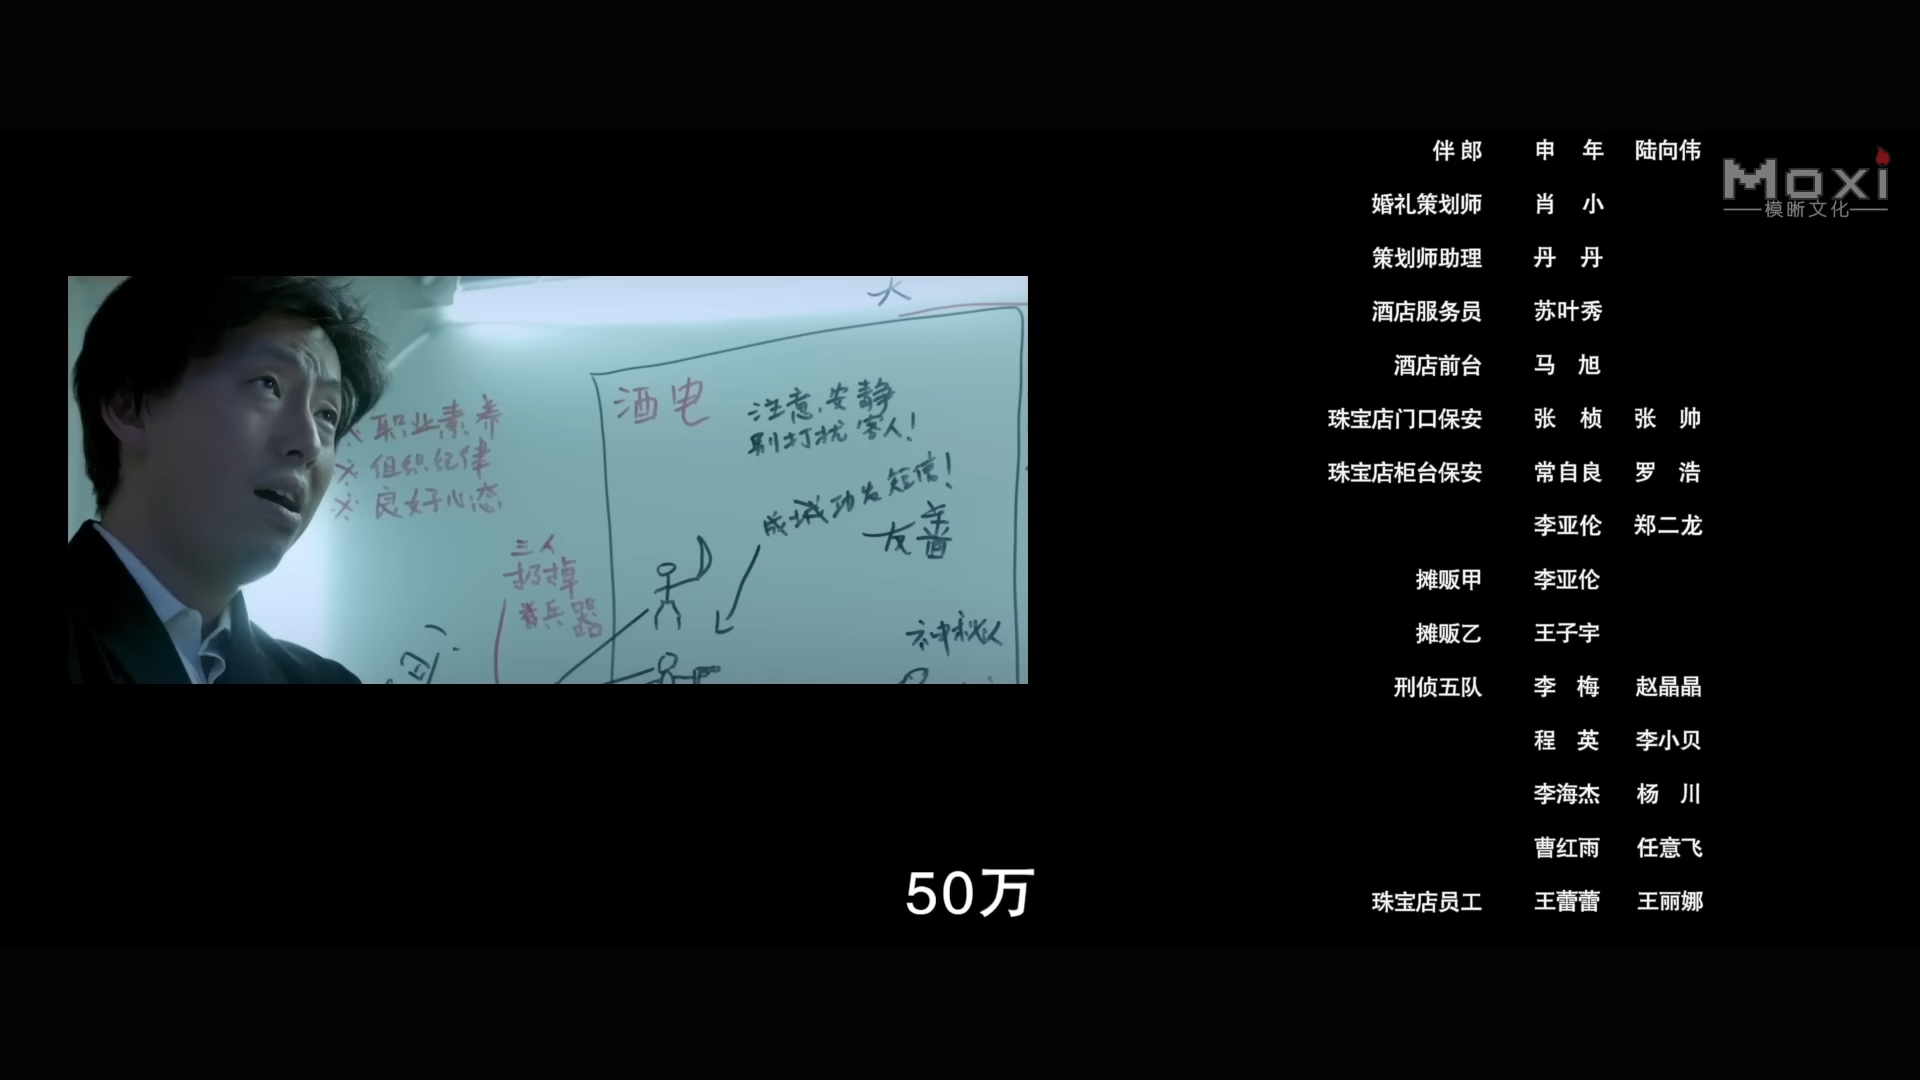 伴郎 申年 陆向伟
婚礼策划师 肖小
策划师助理 丹丹
酒店服务员 苏叶秀
酒店前台 马旭
珠宝店门口保安 张桢 张帅
珠宝店柜台保安 常自良 罗浩
李亚伦 郑二龙
摊贩甲 李亚伦
摊贩乙 王子宇
刑侦五队 李梅 赵晶晶
程英 李小贝
李海杰 杨川
曹红雨 任意飞
珠宝店员工 王蕾蕾 王丽娜
Moxi
模晰文化
※职业素养
※组织纪律
※良好心态
三人
扔掉
兵器
酒电
注意,安静
别打扰客人!
成功发短信!
友善
神秘人
50万